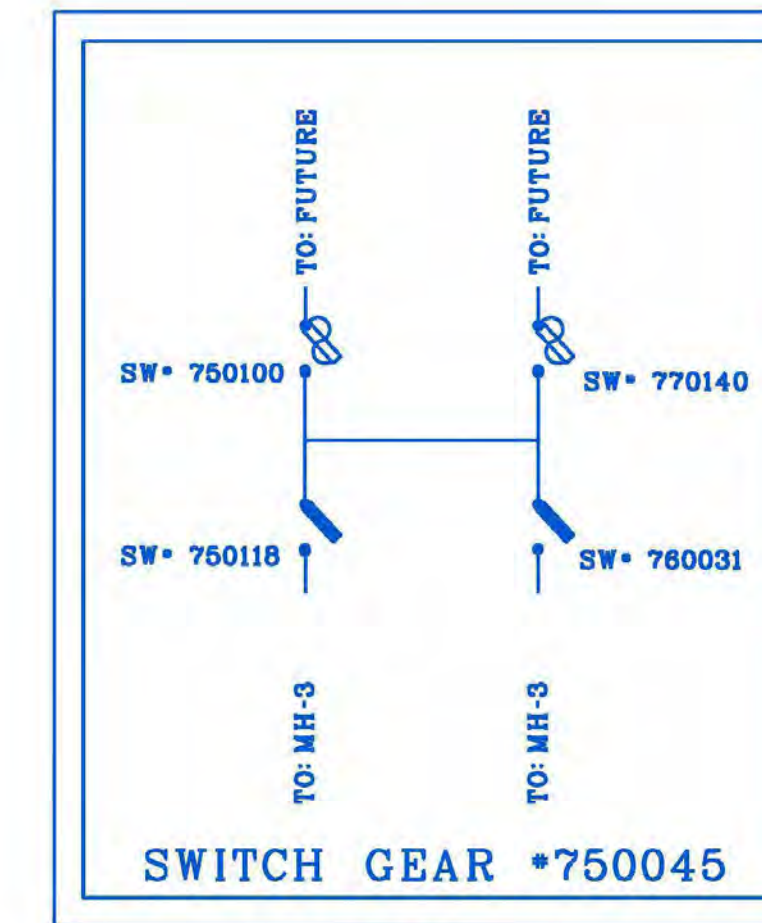 TO: FUTURE
TO: FUTURE
SW# 750100
SW# 770140
SW# 750118
SW# 760031
TO: MH-3
TO: MH-3
SWITCH GEAR #750045